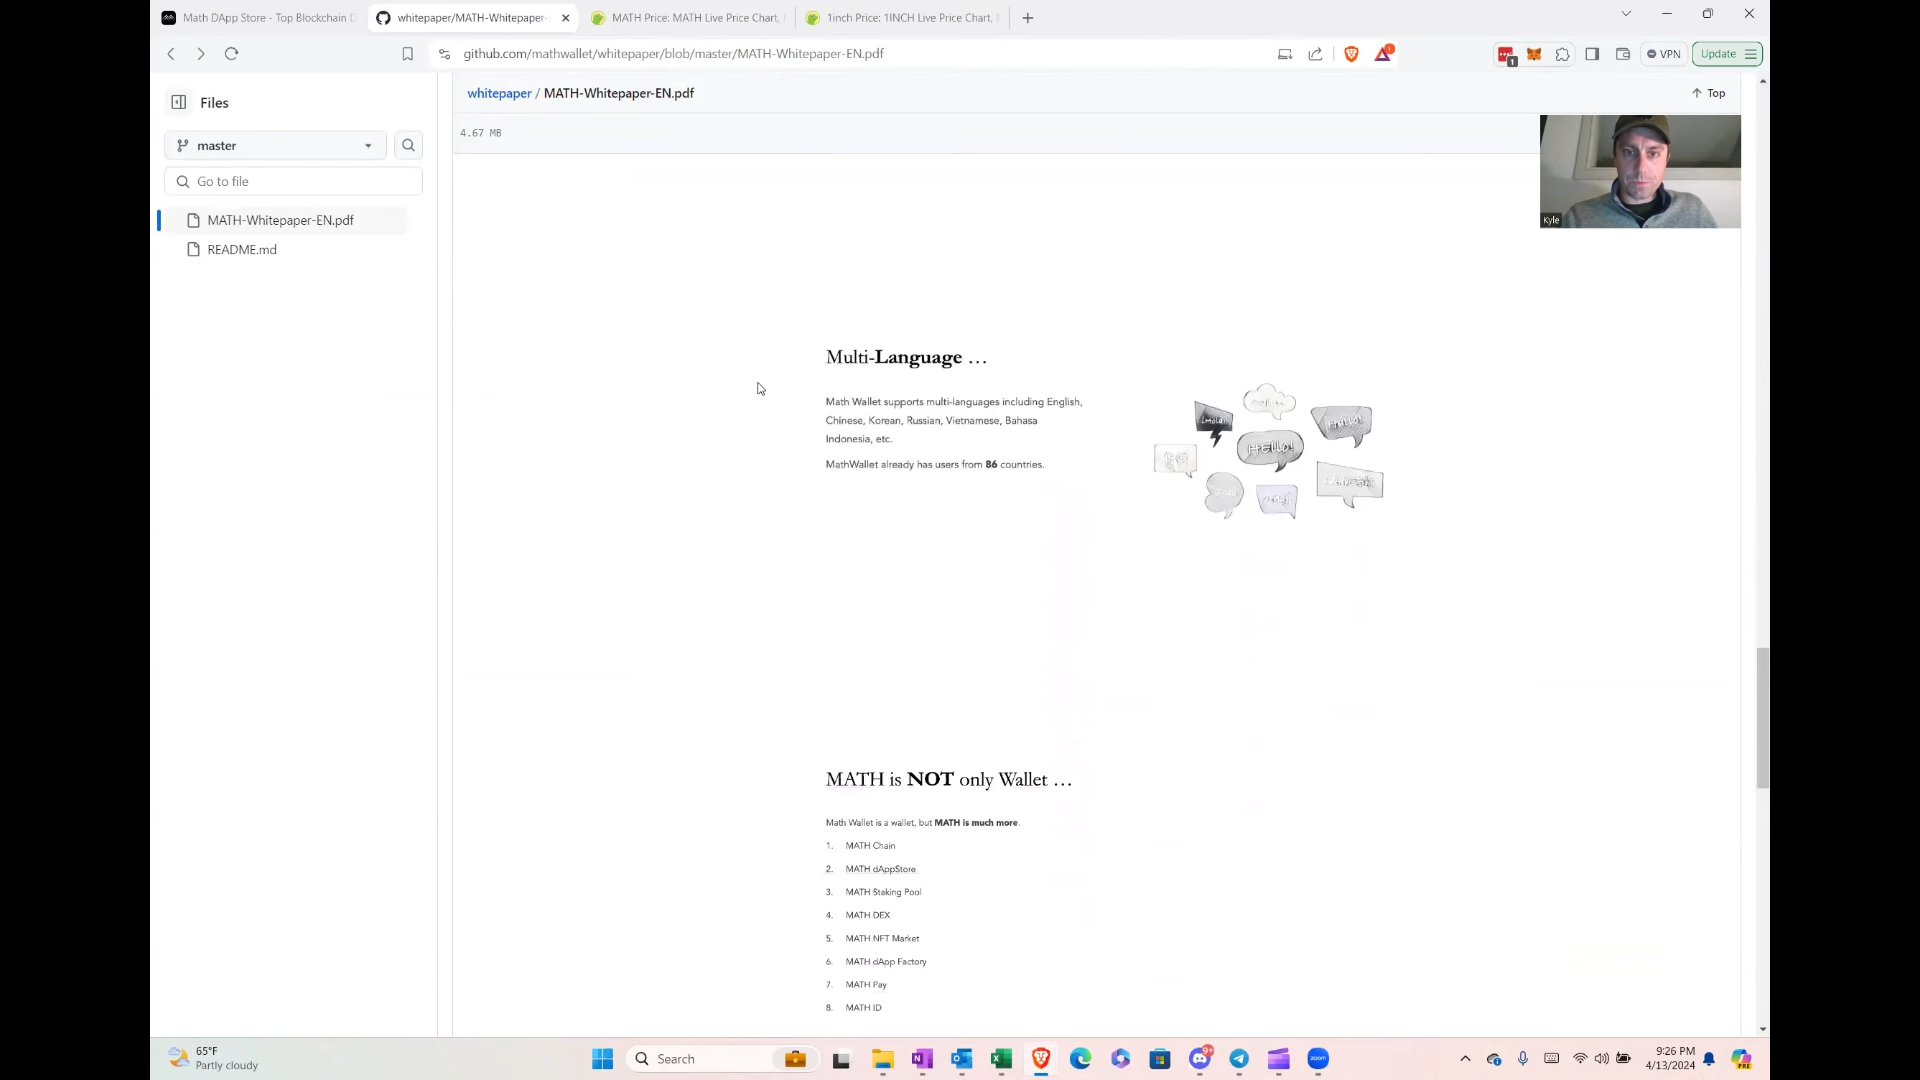 Math DApp Store - Top Blockchain D
whitepaper/MATH-Whitepaper-
MATH Price: MATH Live Price Chart,
1inch Price: 1INCH Live Price Chart,
github.com/mathwallet/whitepaper/blob/master/MATH-Whitepaper-EN.pdf
1
1
VPN
Update
Files
whitepaper / MATH-Whitepaper-EN.pdf
Top
master
4.67 MB
Go to file
MATH-Whitepaper-EN.pdf
README.md
Kyle
Multi-Language …
Math Wallet supports multi-languages including English,
Chinese, Korean, Russian, Vietnamese, Bahasa
Indonesia, etc.
MathWallet already has users from 86 countries.
HELLO!
MATH is NOT only Wallet …
Math Wallet is a wallet, but MATH is much more.
1. MATH Chain
2. MATH dAppStore
3. MATH Staking Pool
4. MATH DEX
5. MATH NFT Market
6. MATH dApp Factory
7. MATH Pay
8. MATH ID
65°F
Partly cloudy
Search
9+
zoom
9:26 PM
4/13/2024
PRE